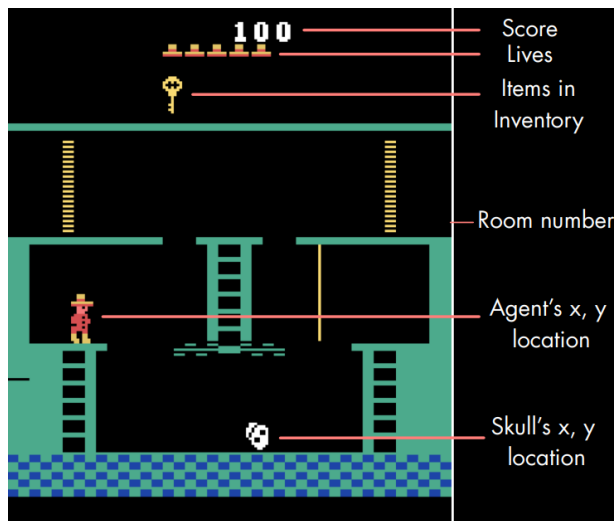 100
Score
Lives
Items in
Inventory
Room number
Agent's x, y
location
Skull's x, y
location